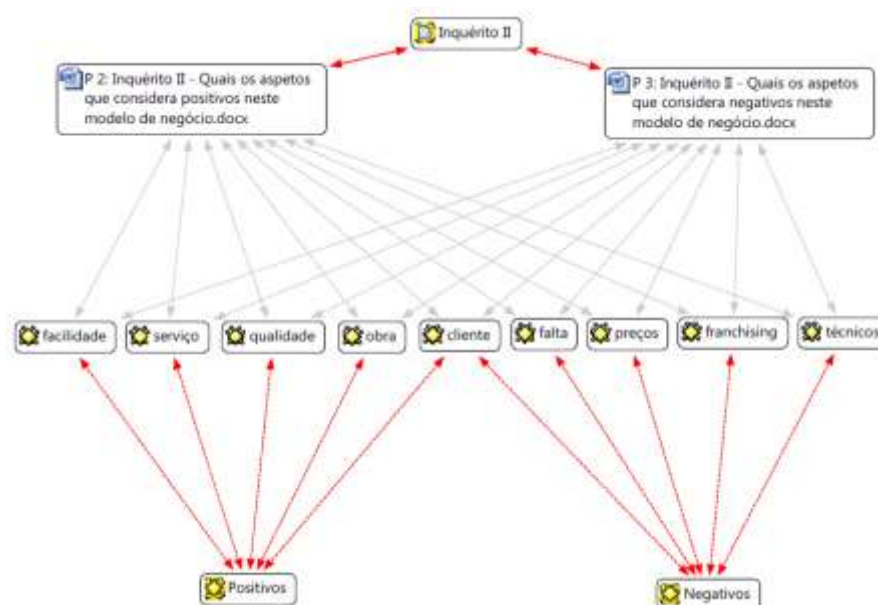 Inquérito II
P 2: Inquérito II - Quais os aspetos
que considera positivos neste
modelo de negócio.docx
P 3: Inquérito II - Quais os aspetos
que considera negativos neste
modelo de negócio.docx
facilidade
serviço
qualidade
obra
cliente
falta
preços
franchising
técnicos
Positivos
Negativos